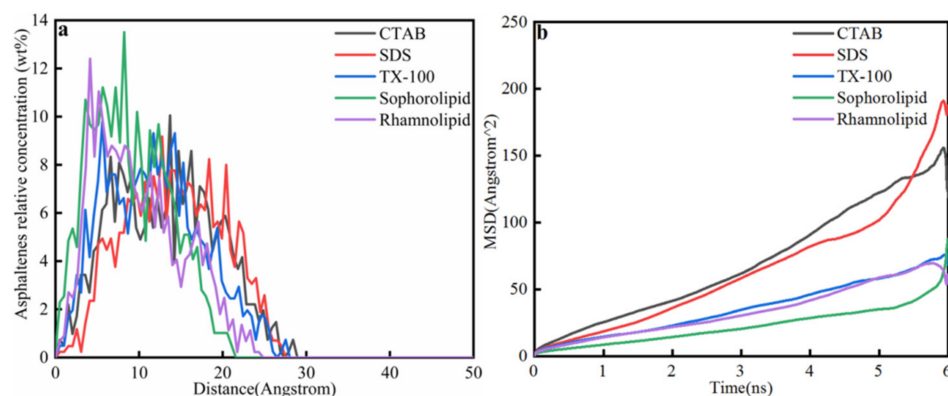 a
CTAB
SDS
TX-100
Sophorolipid
Rhamnolipid
Asphaltenes relative concentration (wt%)
14
12
10
8
6
4
2
0
0 10 20 30 40 50
Distance(Angstrom)
b
CTAB
SDS
TX-100
Sophorolipid
Rhamnolipid
MSD(Angstrom^2)
250
200
150
100
50
0
0 1 2 3 4 5 6
Time(ns)